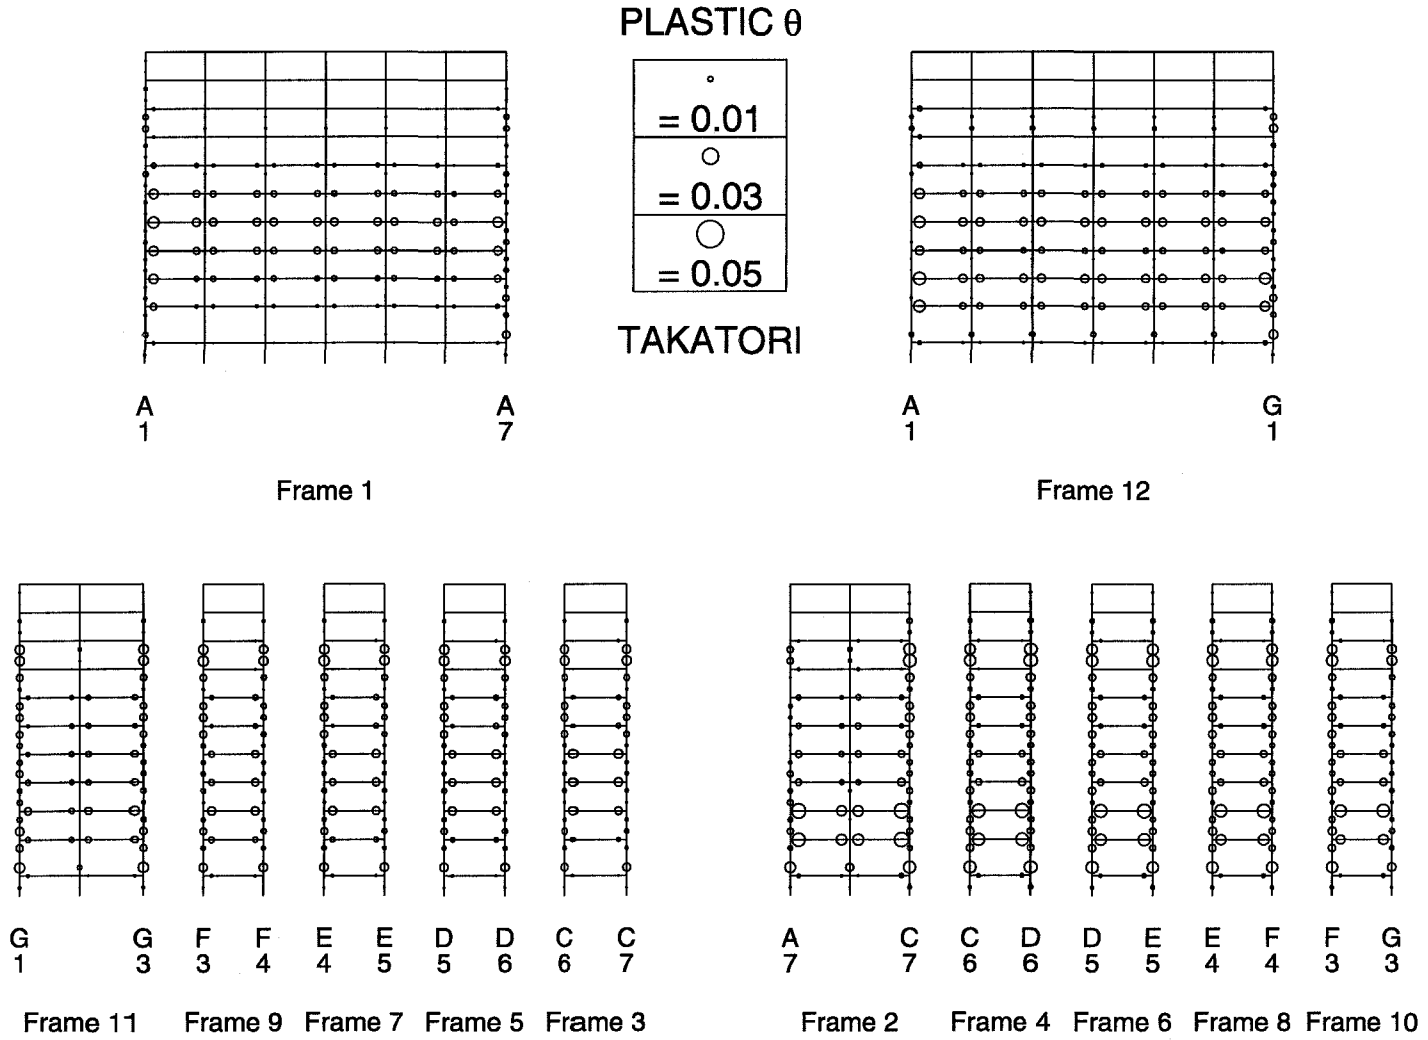 PLASTIC θ
= 0.01
= 0.03
= 0.05
TAKATORI
A A
1 7
Frame 1
A G
1 1
Frame 12
G G F F E E D D C C
1 3 3 4 4 5 5 6 6 7
Frame 11 Frame 9 Frame 7 Frame 5 Frame 3
A C C D D E E F F G
7 7 6 6 5 5 4 4 3 3
Frame 2 Frame 4 Frame 6 Frame 8 Frame 10